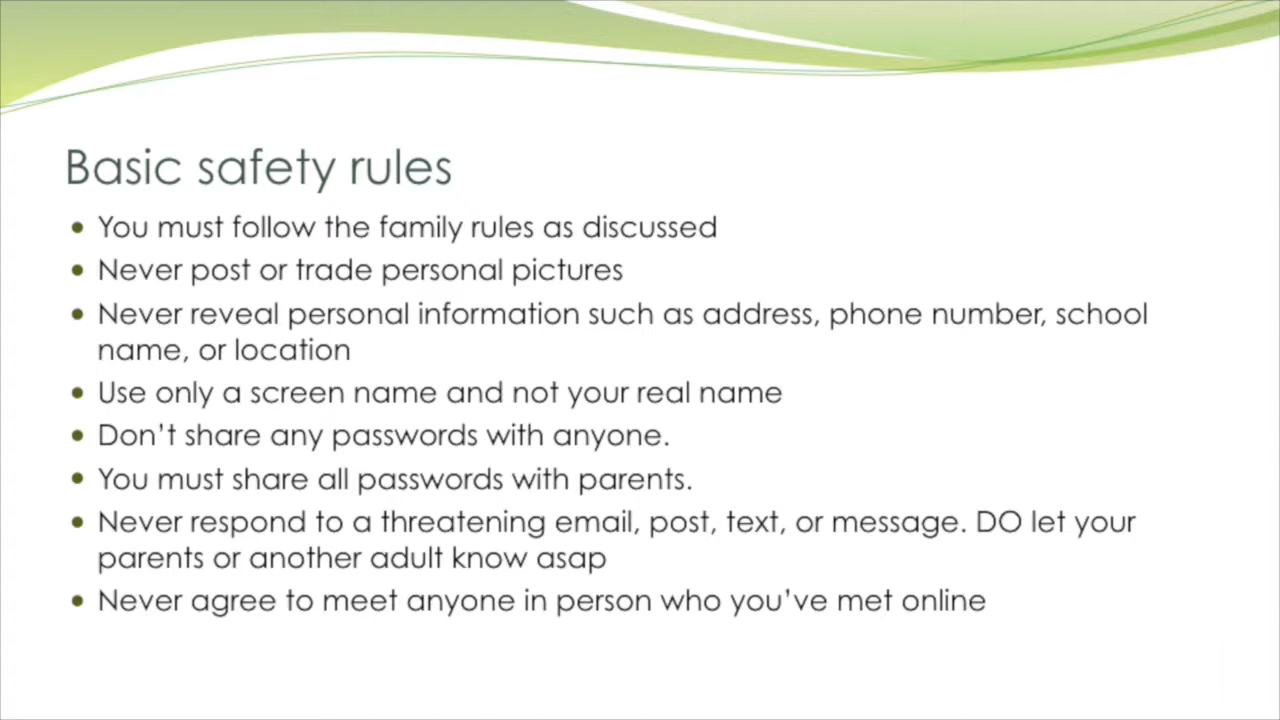 Basic safety rules
• You must follow the family rules as discussed
• Never post or trade personal pictures
• Never reveal personal information such as address, phone number, school
name, or location
• Use only a screen name and not your real name
• Don’t share any passwords with anyone.
• You must share all passwords with parents.
• Never respond to a threatening email, post, text, or message. DO let your
parents or another adult know asap
• Never agree to meet anyone in person who you’ve met online